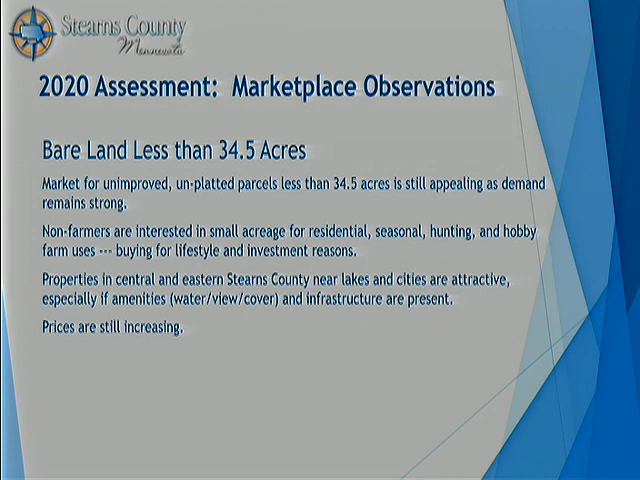 Stearns County
Minnesota
2020 Assessment: Marketplace Observations
Bare Land Less than 34.5 Acres
Market for unimproved, un-platted parcels less than 34.5 acres is still appealing as demand
remains strong.
Non-farmers are interested in small acreage for residential, seasonal, hunting, and hobby
farm uses --- buying for lifestyle and investment reasons.
Properties in central and eastern Stearns County near lakes and cities are attractive,
especially if amenities (water/view/cover) and infrastructure are present.
Prices are still increasing.